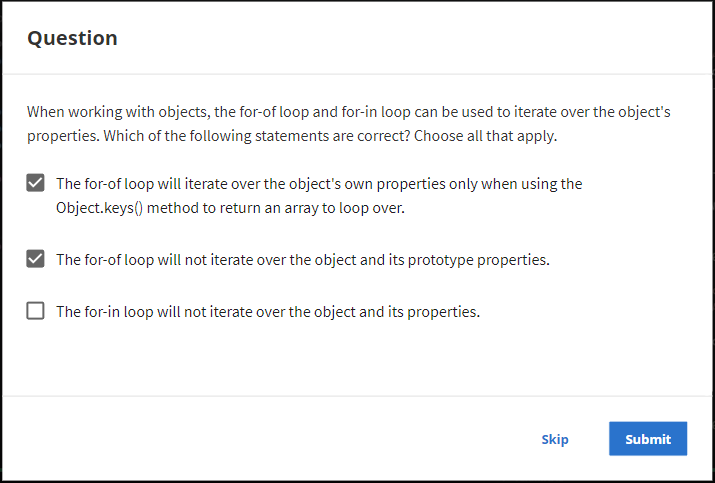 Question
When working with objects, the for-of loop and for-in loop can be used to iterate over the object's
properties. Which of the following statements are correct? Choose all that apply.
The for-of loop will iterate over the object's own properties only when using the
Object.keys() method to return an array to loop over.
The for-of loop will not iterate over the object and its prototype properties.
The for-in loop will not iterate over the object and its properties.
Skip
Submit